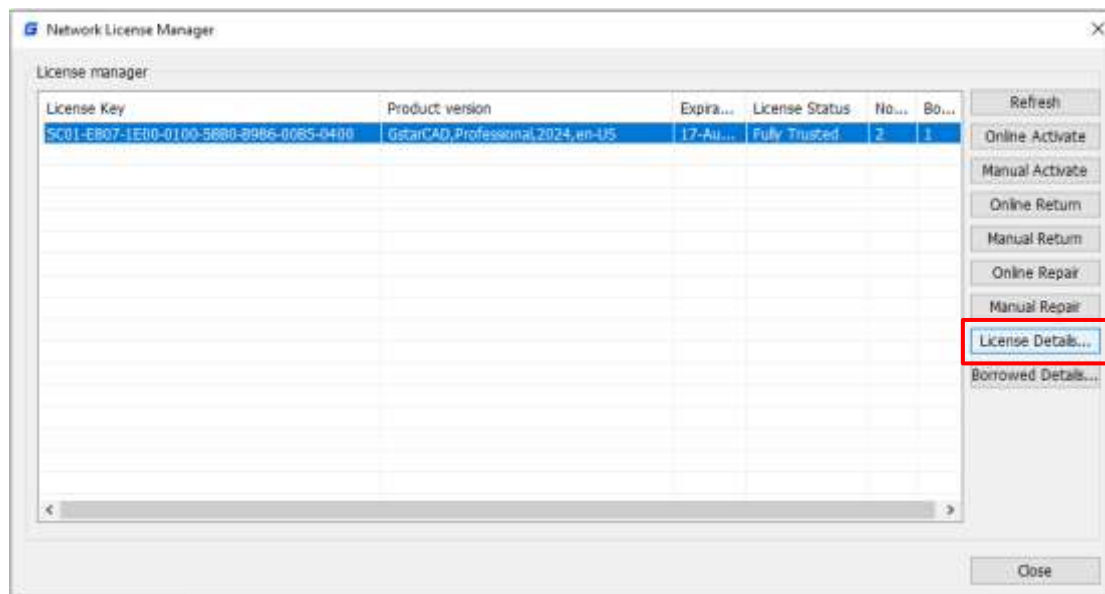 Network License Manager
License manager
License Key Product version Expira... License Status No... Bo...
SC01-EB07-1E00-0100-5880-8986-0085-0400 GstarCAD,Professional,2024,en-US 17-Au... Fully Trusted 2 1
Refresh
Online Activate
Manual Activate
Online Return
Manual Return
Online Repair
Manual Repair
License Details...
Borrowed Details...
Close